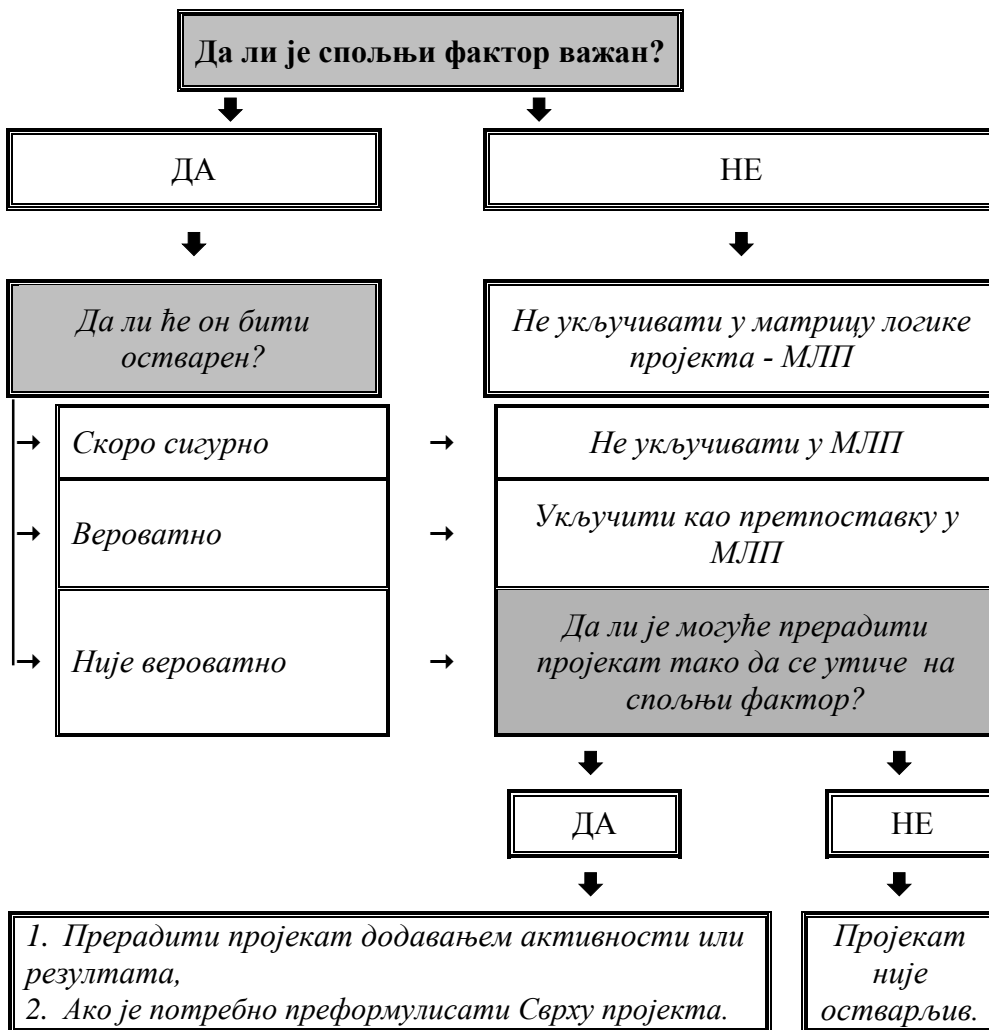 Да ли је спољњи фактор важан?
ДА
НЕ
Да ли ће он бити
остварен?
Не укључивати у матрицу логике
пројекта - МЛП
Скоро сигурно
Не укључивати у МЛП
Вероватно
Укључити као претпоставку у
МЛП
Није вероватно
Да ли је могуће прерадити
пројекат тако да се утиче на
спољњи фактор?
ДА
НЕ
1. Прерадити пројекат додавањем активности или
резултата,
2. Ако је потребно преформулисати Сврху пројекта.
Пројекат
није
остварљив.